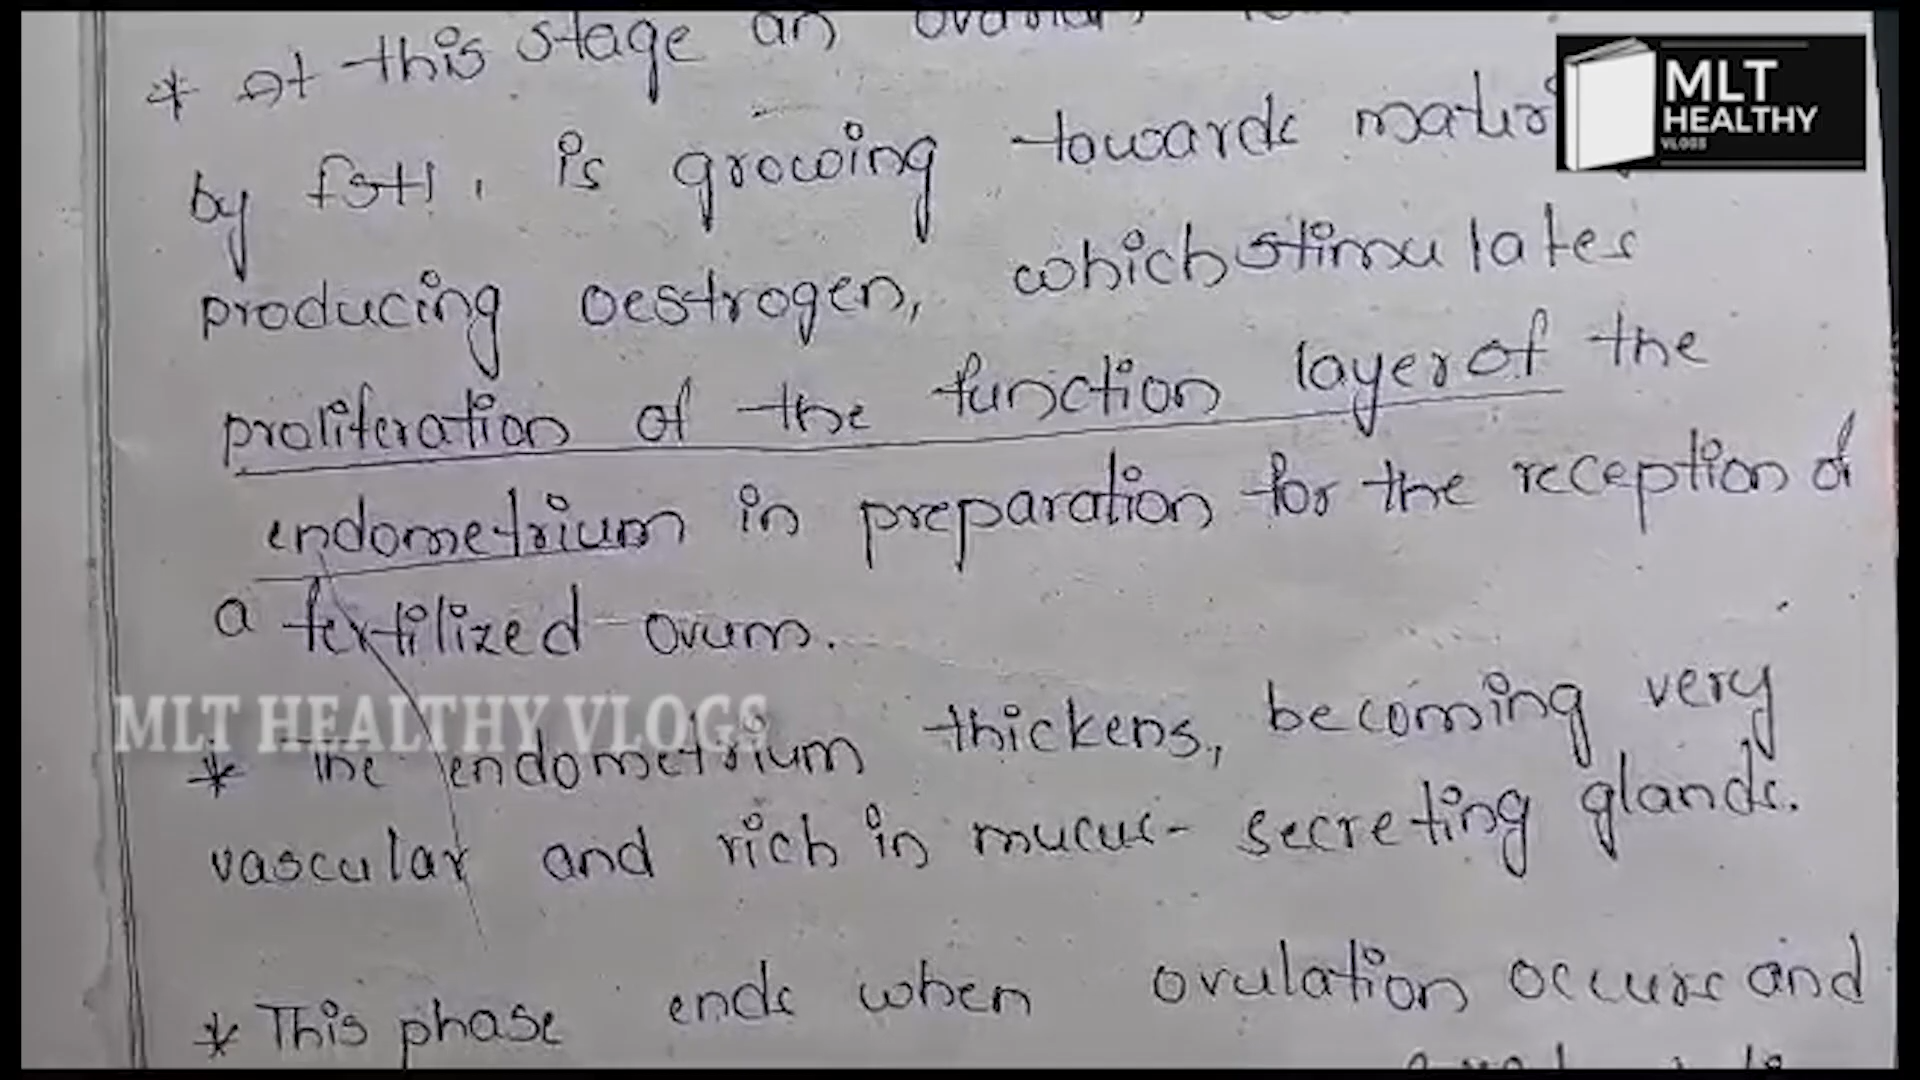 * At this stage an ovarian
by FSH, is growing towards
producing oestrogen, which stimulates
proliferation of the function layer of the
endometrium in preparation for the reception of
a fertilized ovum.
* The endometrium thickens, becoming very
vascular and rich in mucus- secreting glands.
* This phase ends when ovulation occurs and
MLT
HEALTHY
VLOGS
MLT HEALTHY VLOGS